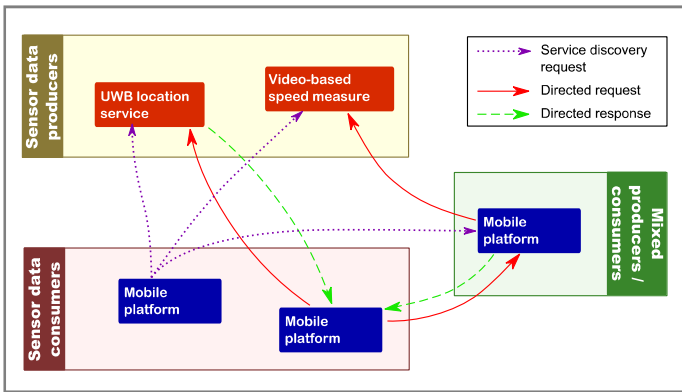 Sensor data
producers
UWB location
service
Video-based
speed measure
Service discovery
request
Directed request
Directed response
Mobile
platform
Mixed
producers /
consumers
Sensor data
consumers
Mobile
platform
Mobile
platform